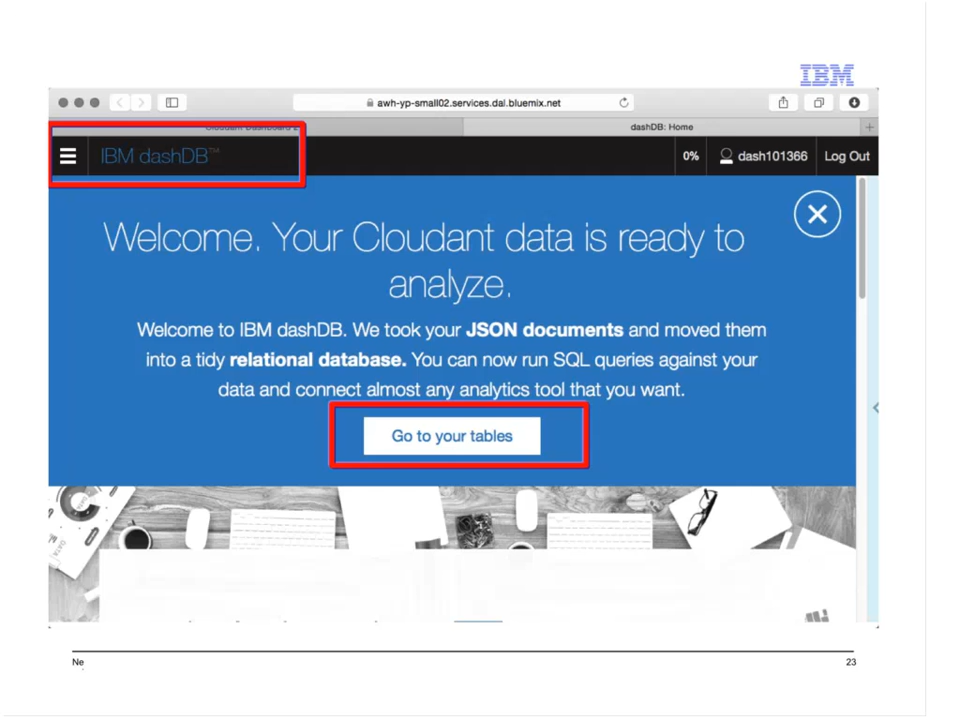 IBM
awh-yp-small02.services.dal.bluemix.net
dashDB: Home
IBM dashDB™
0%
dash101366
Log Out
Welcome. Your Cloudant data is ready to
analyze.
Welcome to IBM dashDB. We took your JSON documents and moved them
into a tidy relational database. You can now run SQL queries against your
data and connect almost any analytics tool that you want.
Go to your tables
DATA
Ne
23